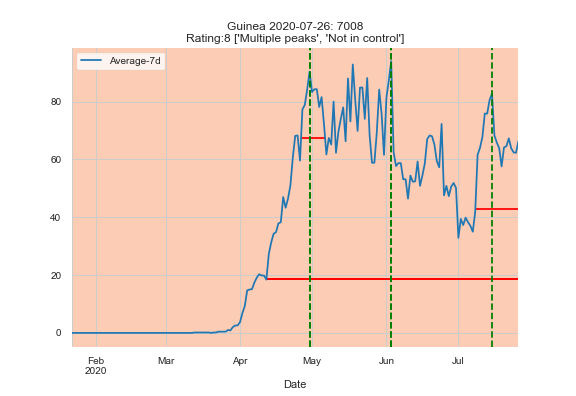 Guinea 2020-07-26: 7008
Rating:8 ['Multiple peaks', 'Not in control']
Average-7d
80
60
40
20
0
Feb
2020
Mar
Apr
May
Jun
Jul
Date